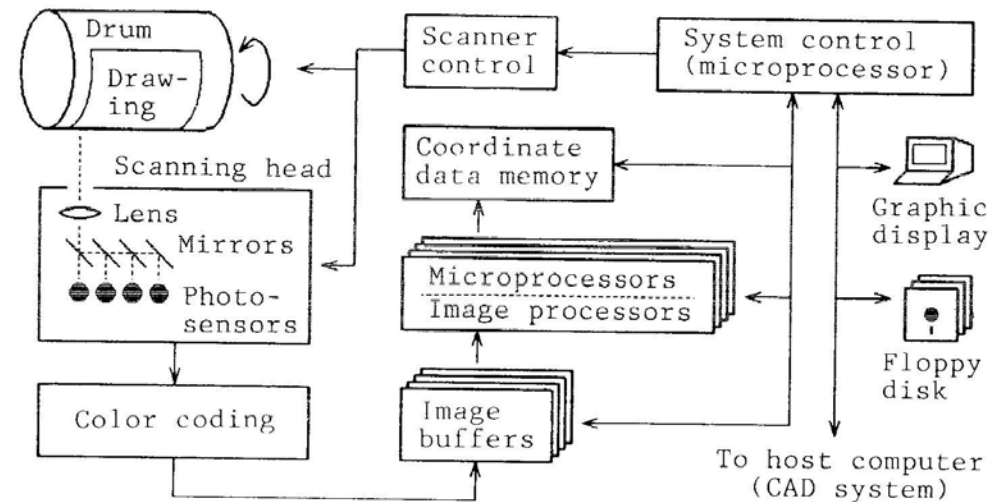 Drum
Draw-
ing
Scanner
control
System control
(microprocessor)
Scanning head
Lens
Mirrors
Photo-
sensors
Coordinate
data memory
Graphic
display
Microprocessors
Image processors
Floppy
disk
Color coding
Image
buffers
To host computer
(CAD system)